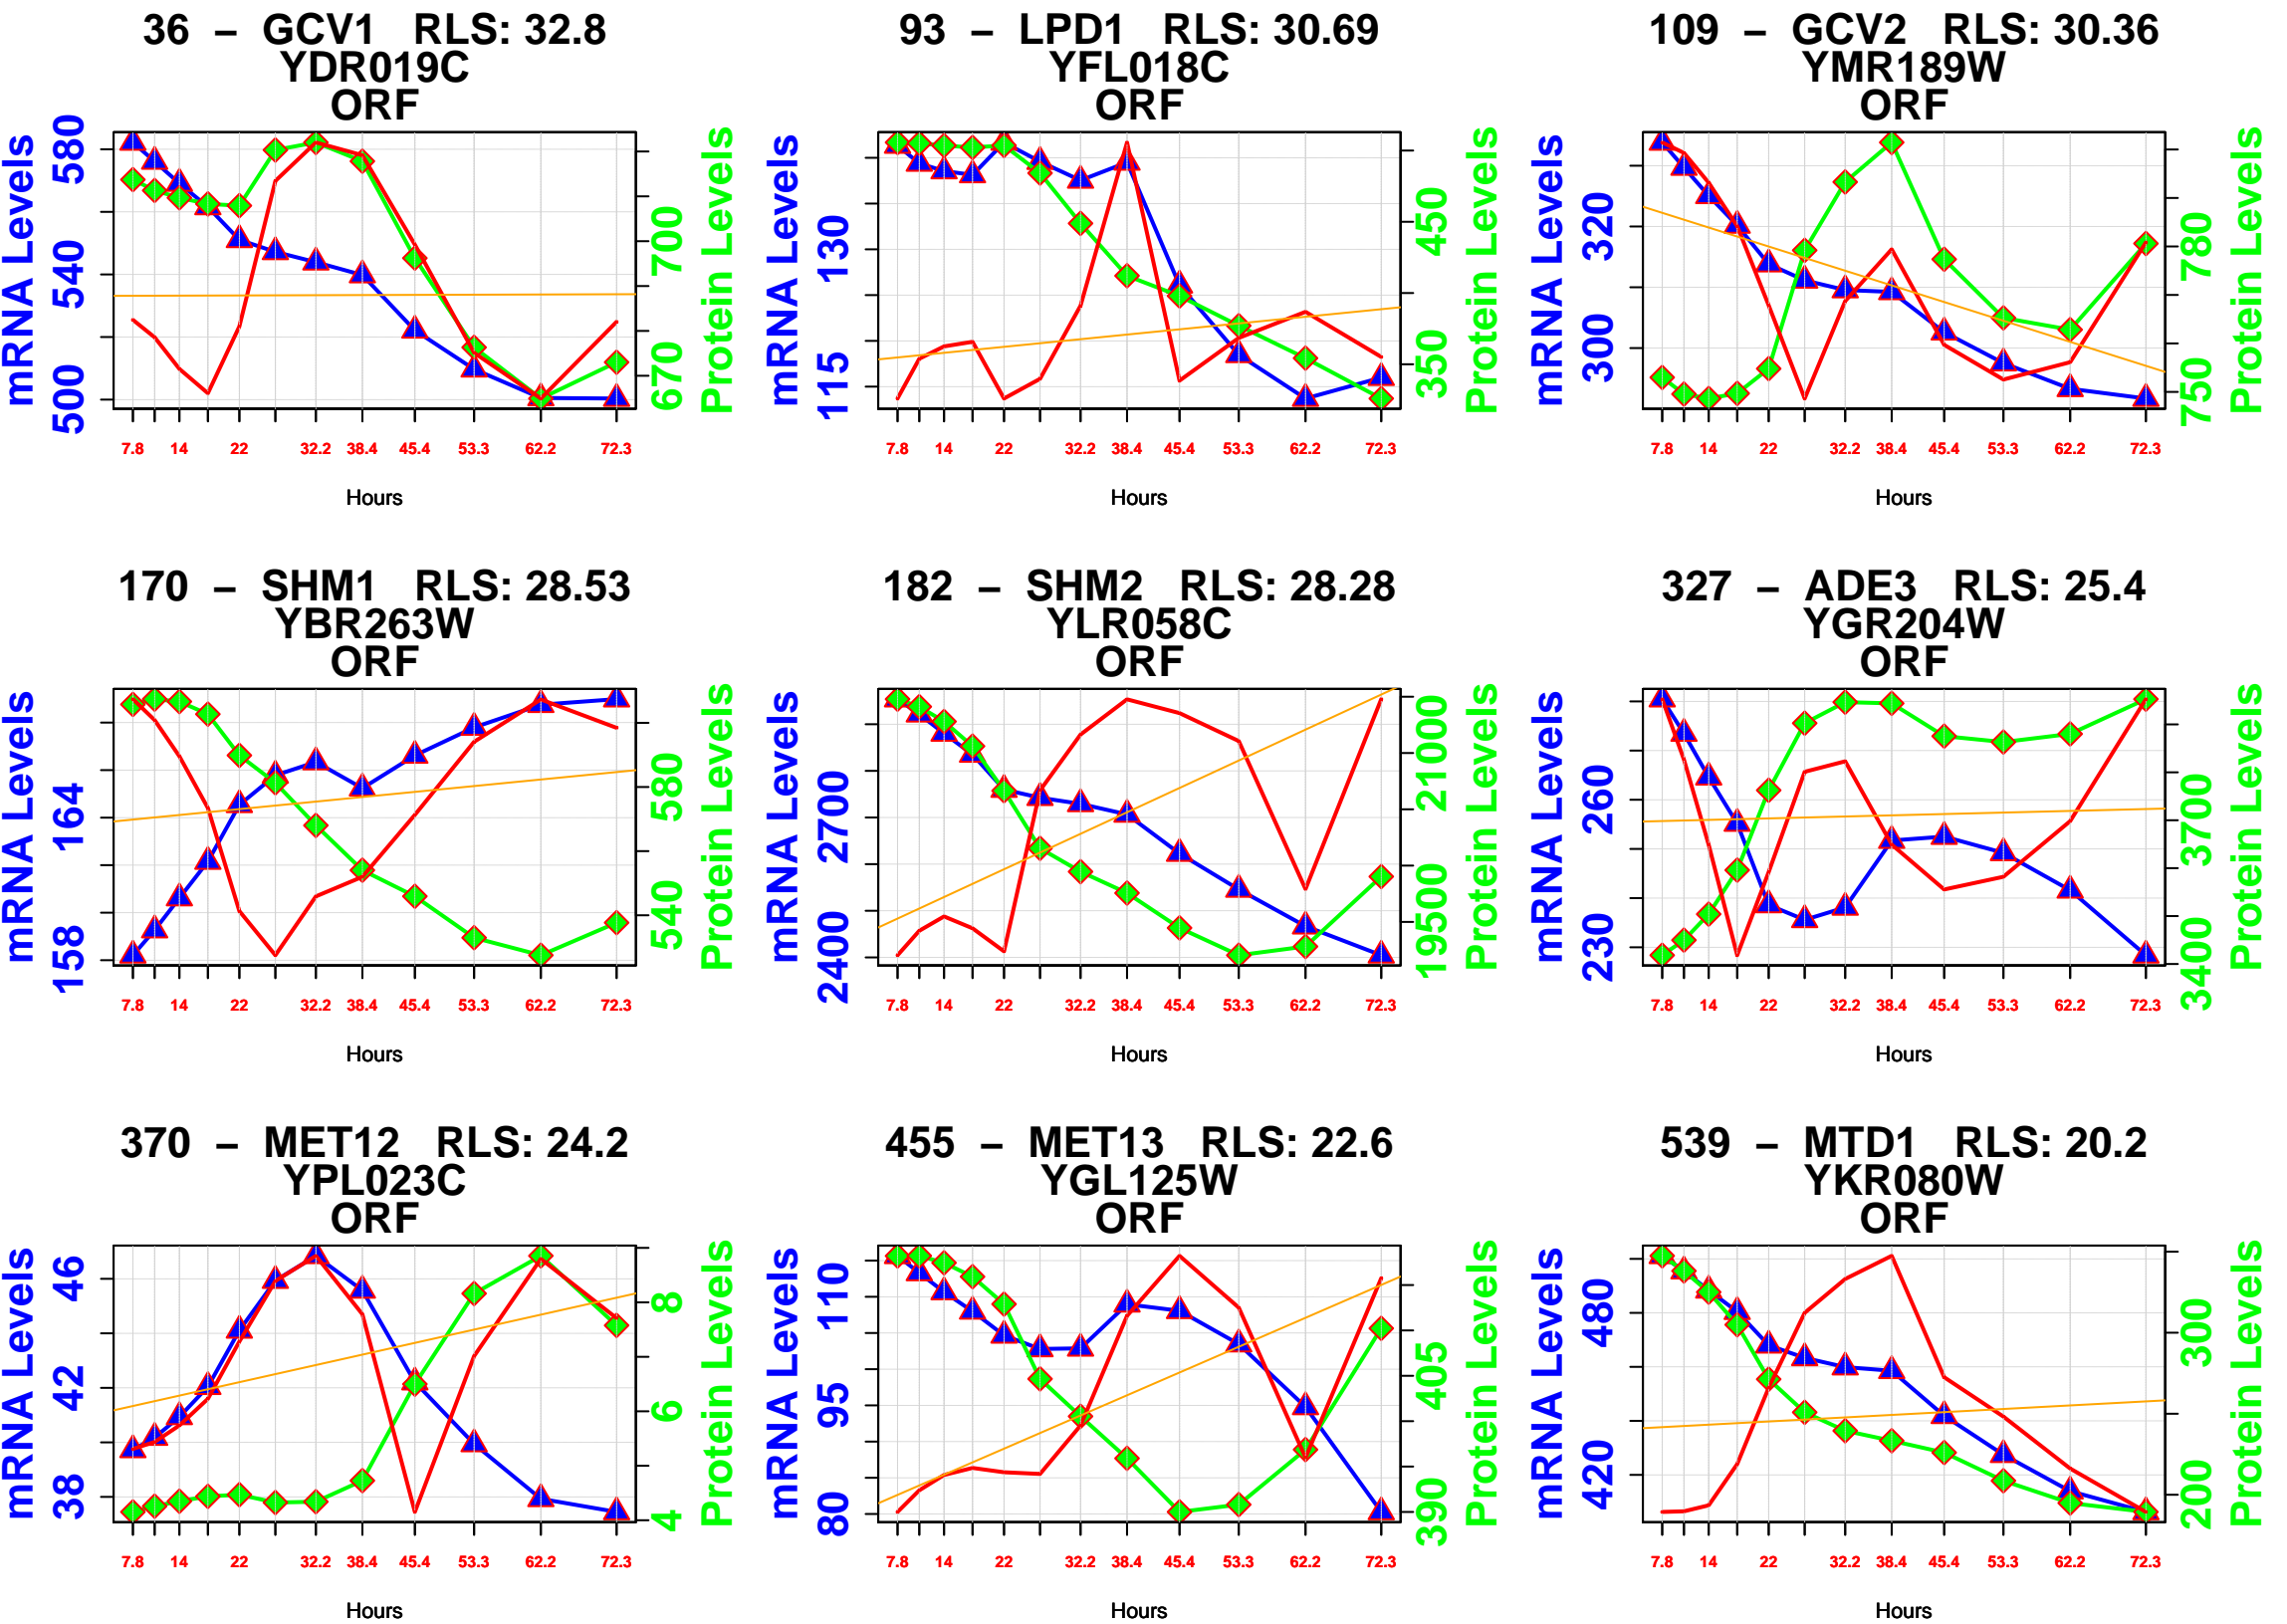 36 – GCV1 RLS: 32.8
YDR019C
ORF
mRNA Levels
500 540 580
Protein Levels
670 700
7.8 14 22 32.2 38.4 45.4 53.3 62.2 72.3
Hours
93 – LPD1 RLS: 30.69
YFL018C
ORF
mRNA Levels
115 130
Protein Levels
350 450
7.8 14 22 32.2 38.4 45.4 53.3 62.2 72.3
Hours
109 – GCV2 RLS: 30.36
YMR189W
ORF
mRNA Levels
300 320
Protein Levels
750 780
7.8 14 22 32.2 38.4 45.4 53.3 62.2 72.3
Hours
170 – SHM1 RLS: 28.53
YBR263W
ORF
mRNA Levels
158 164
Protein Levels
540 580
7.8 14 22 32.2 38.4 45.4 53.3 62.2 72.3
Hours
182 – SHM2 RLS: 28.28
YLR058C
ORF
mRNA Levels
2400 2700
Protein Levels
19500 21000
7.8 14 22 32.2 38.4 45.4 53.3 62.2 72.3
Hours
327 – ADE3 RLS: 25.4
YGR204W
ORF
mRNA Levels
230 260
Protein Levels
3400 3700
7.8 14 22 32.2 38.4 45.4 53.3 62.2 72.3
Hours
370 – MET12 RLS: 24.2
YPL023C
ORF
mRNA Levels
38 42 46
Protein Levels
4 6 8
7.8 14 22 32.2 38.4 45.4 53.3 62.2 72.3
Hours
455 – MET13 RLS: 22.6
YGL125W
ORF
mRNA Levels
80 95 110
Protein Levels
390 405
7.8 14 22 32.2 38.4 45.4 53.3 62.2 72.3
Hours
539 – MTD1 RLS: 20.2
YKR080W
ORF
mRNA Levels
420 480
Protein Levels
200 300
7.8 14 22 32.2 38.4 45.4 53.3 62.2 72.3
Hours